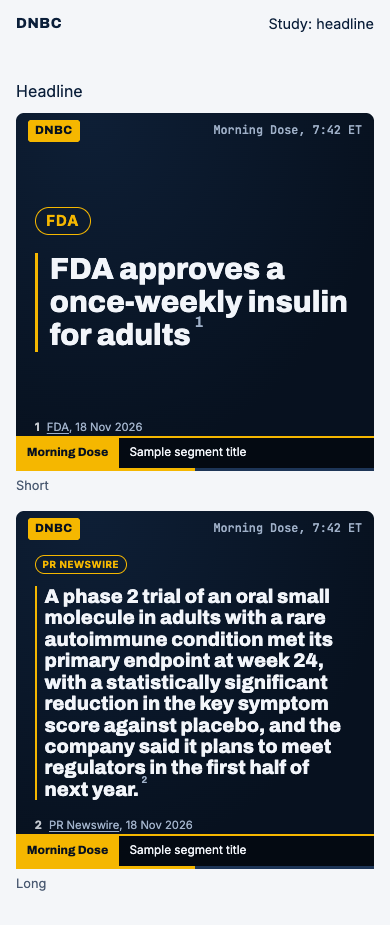 DNBC
Study: headline
Headline
DNBC
Morning Dose, 7:42 ET
FDA
FDA approves a
once-weekly insulin
for adults 1
1 FDA, 18 Nov 2026
Morning Dose
Sample segment title
Short
DNBC
Morning Dose, 7:42 ET
PR NEWSWIRE
A phase 2 trial of an oral small
molecule in adults with a rare
autoimmune condition met its
primary endpoint at week 24,
with a statistically significant
reduction in the key symptom
score against placebo, and the
company said it plans to meet
regulators in the first half of
next year. 2
2 PR Newswire, 18 Nov 2026
Morning Dose
Sample segment title
Long